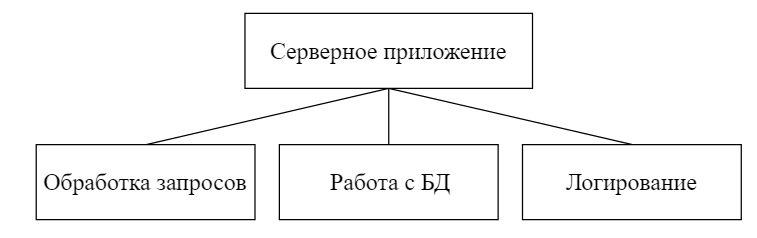 Серверное приложение
Обработка запросов
Работа с БД
Логирование